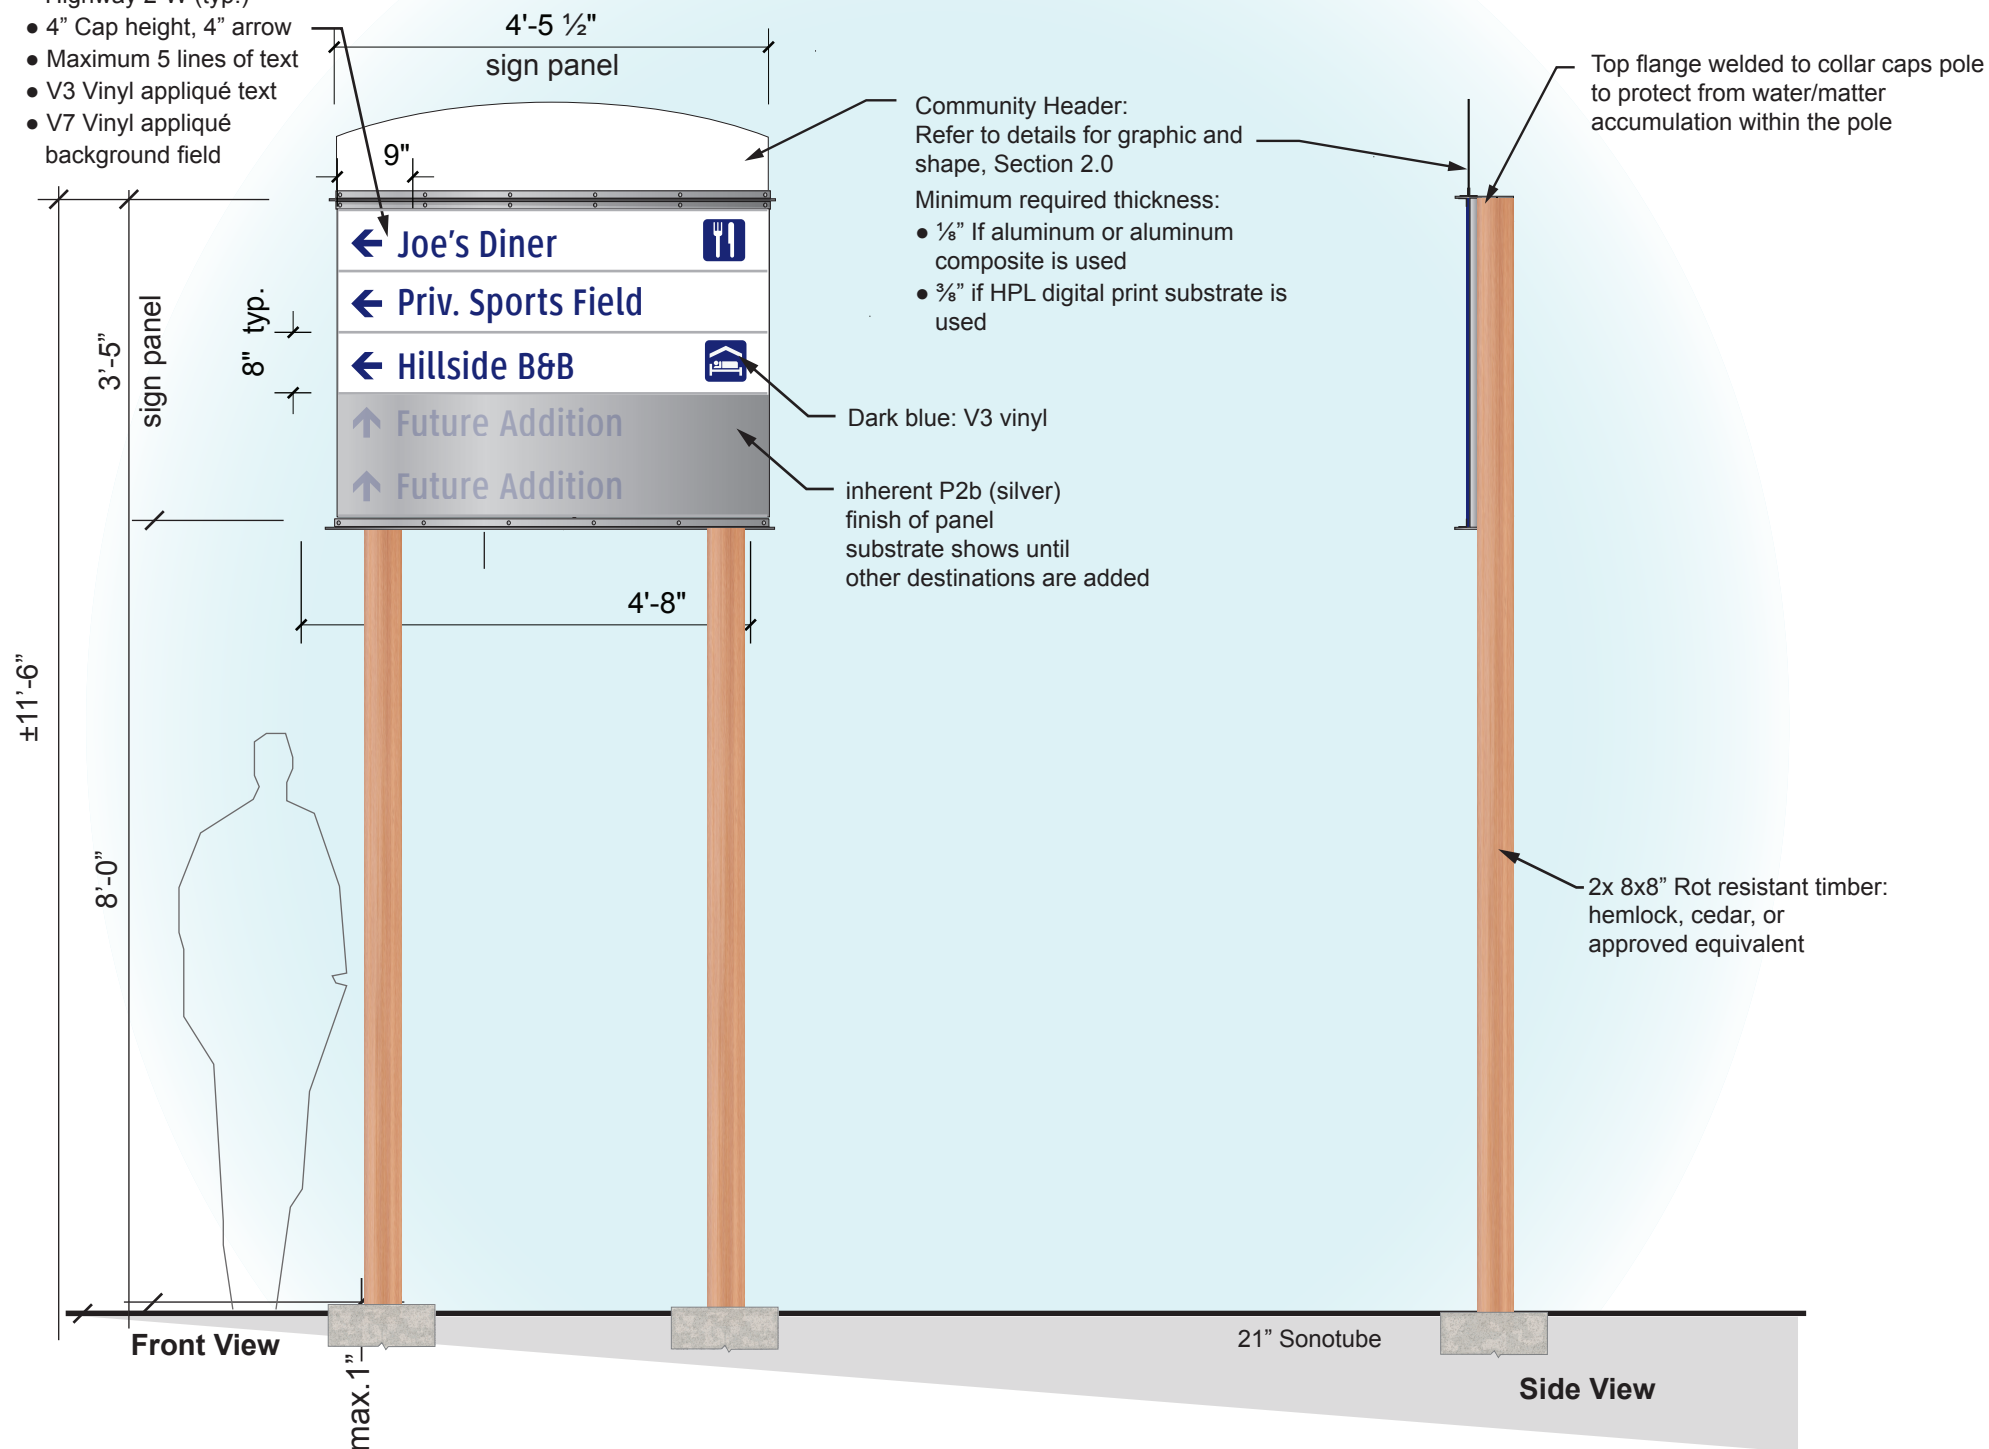 Highway 2-W (typ.)
● 4” Cap height, 4” arrow
● Maximum 5 lines of text
● V3 Vinyl appliqué text
● V7 Vinyl appliqué
background field
4'-5 ½"
sign panel
9"
Community Header:
Refer to details for graphic and
shape, Section 2.0
Minimum required thickness:
● ⅛” If aluminum or aluminum
composite is used
● ⅜” if HPL digital print substrate is
used
Top flange welded to collar caps pole
to protect from water/matter
accumulation within the pole
← Joe's Diner
← Priv. Sports Field
← Hillside B&B
↑ Future Addition
↑ Future Addition
3'-5”
sign panel
8" typ.
Dark blue: V3 vinyl
inherent P2b (silver)
finish of panel
substrate shows until
other destinations are added
4'-8"
±11’-6”
8’-0”
2x 8x8” Rot resistant timber:
hemlock, cedar, or
approved equivalent
Front View
max.1”
21” Sonotube
Side View